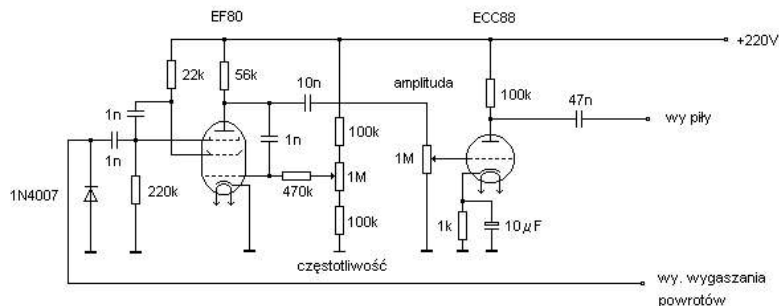 EF80
ECC88
+220V
22k
56k
10n
amplituda
100k
47n
wy piły
1n
1n
1n
100k
1M
1M
1N4007
220k
470k
100k
1k
10µF
częstotliwość
wy. wygaszania
powrotów